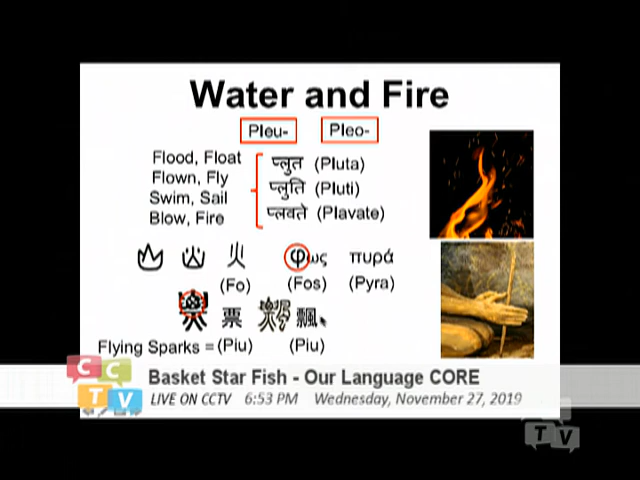 Water and Fire
Pleu- Pleo-
Flood, Float
Flown, Fly
Swim, Sail
Blow, Fire
प्लुत (Pluta)
प्लुति (Pluti)
प्लवते (Plavate)
火 φως πυρά
(Fo) (Fos) (Pyra)
票 飄
Flying Sparks = (Piu) (Piu)
CCTV
Basket Star Fish - Our Language CORE
LIVE ON CCTV 6:53 PM Wednesday, November 27, 2019
TV